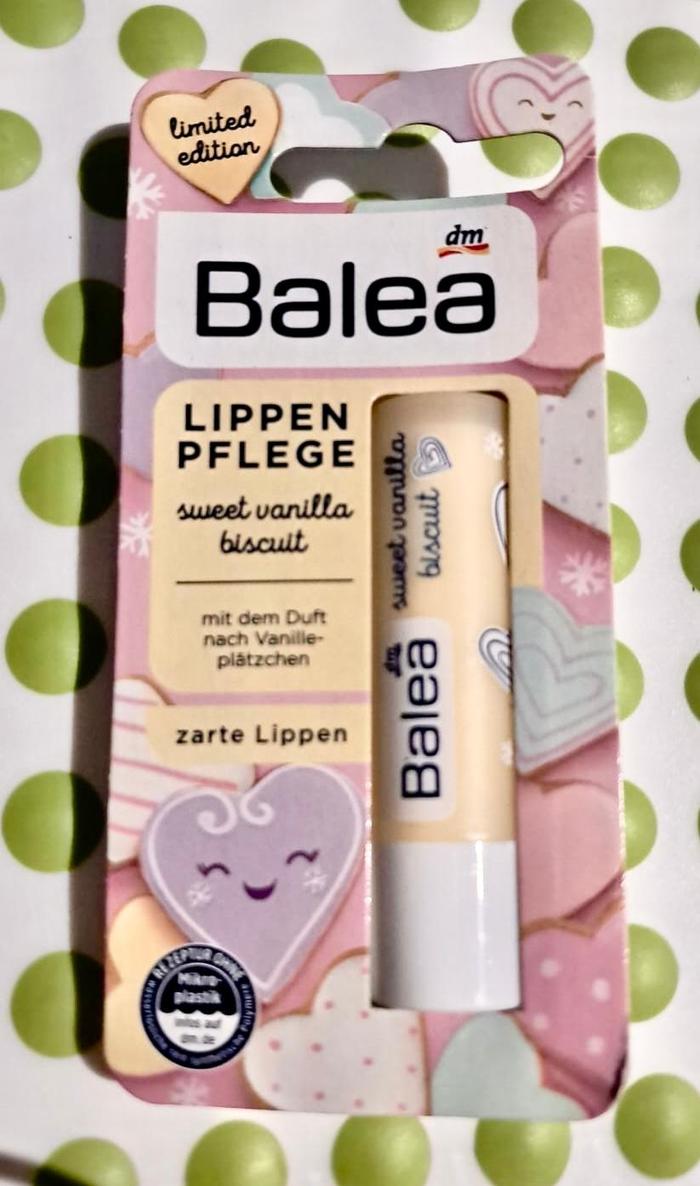 limited
edition
dm
Balea
LIPPEN
PFLEGE
sweet vanilla
biscuit
mit dem Duft
nach Vanille-
plätzchen
zarte Lippen
sweet vanilla
biscuit
dm
Balea
REZEPTUR OHNE
Mikro-
plastik
Infos auf
dm.de